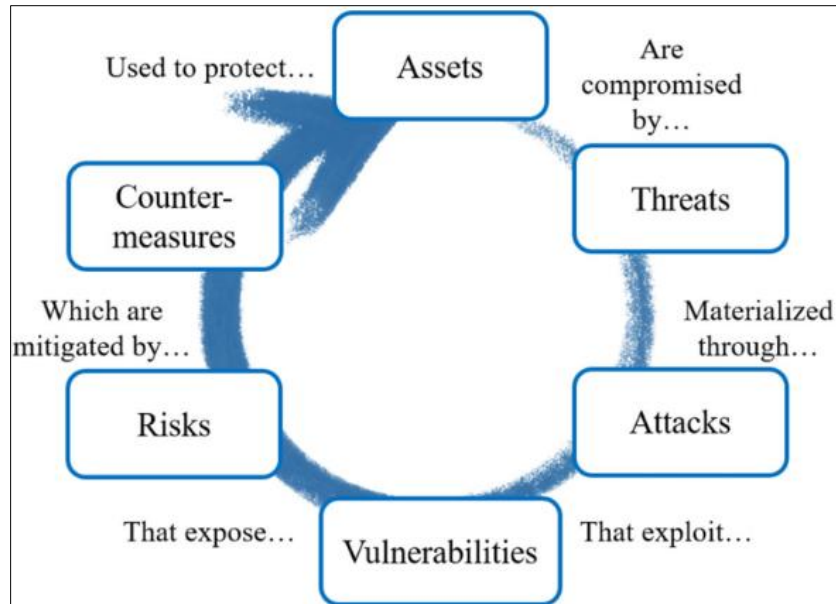 Assets
Are
compromised
by…
Threats
Materialized
through…
Attacks
That exploit…
Vulnerabilities
That expose…
Risks
Which are
mitigated by…
Counter-
measures
Used to protect…